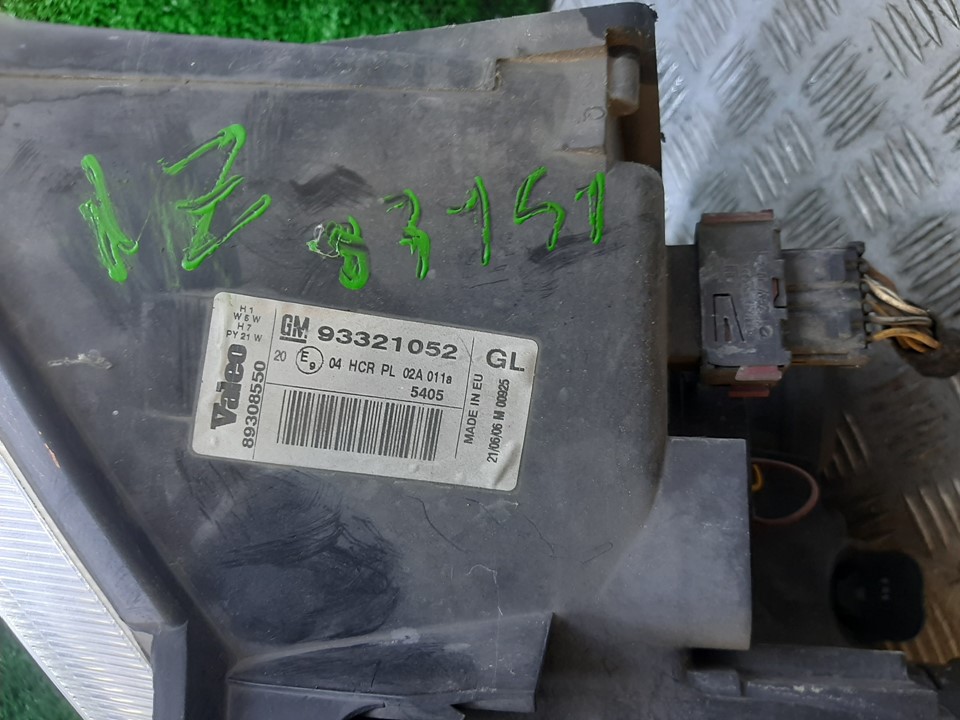 83151
H1
W5W
H7
PY21W
Valeo
89308550
GM 93321052
20 E9 04 HCR PL 02A 011a
5405
GL
MADE IN EU
21/06/06 M 00925